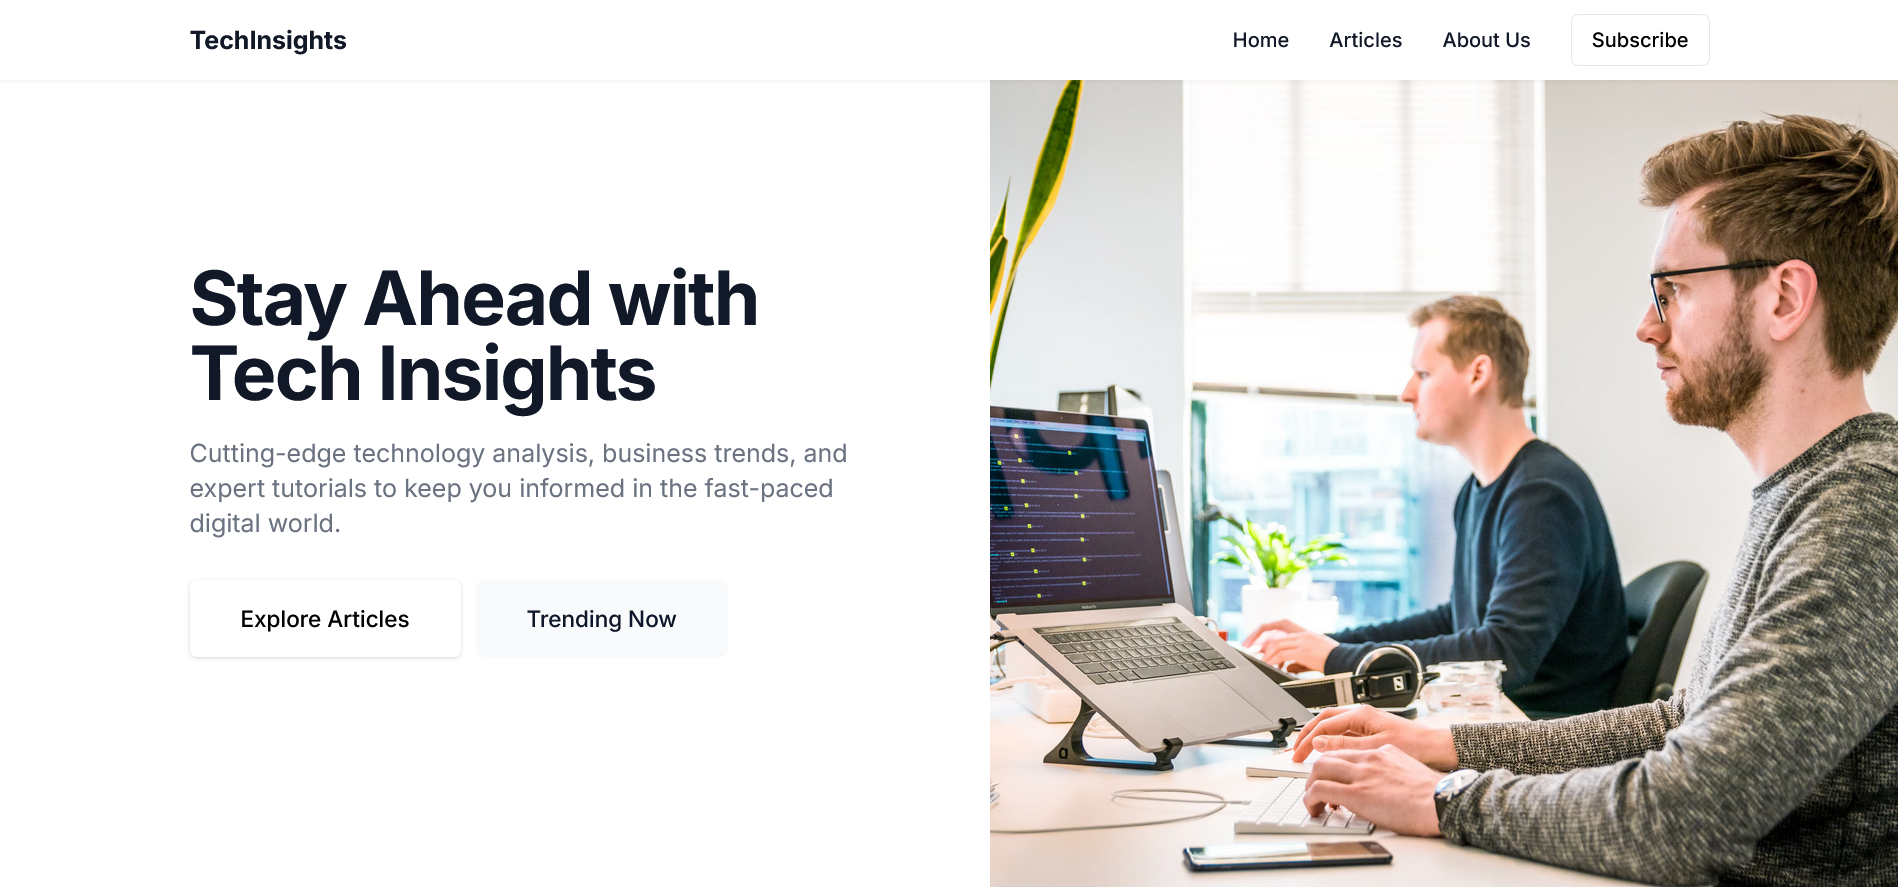 TechInsights
Home
Articles
About Us
Subscribe
Stay Ahead with
Tech Insights
Cutting-edge technology analysis, business trends, and
expert tutorials to keep you informed in the fast-paced
digital world.
Explore Articles
Trending Now